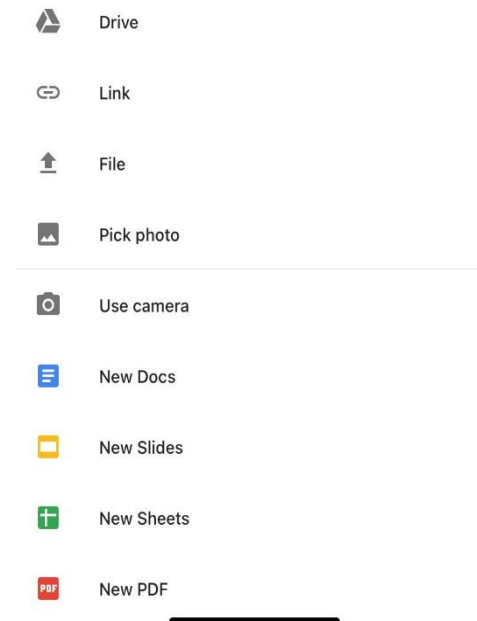 Drive
Link
File
Pick photo
Use camera
New Docs
New Slides
New Sheets
PDF New PDF